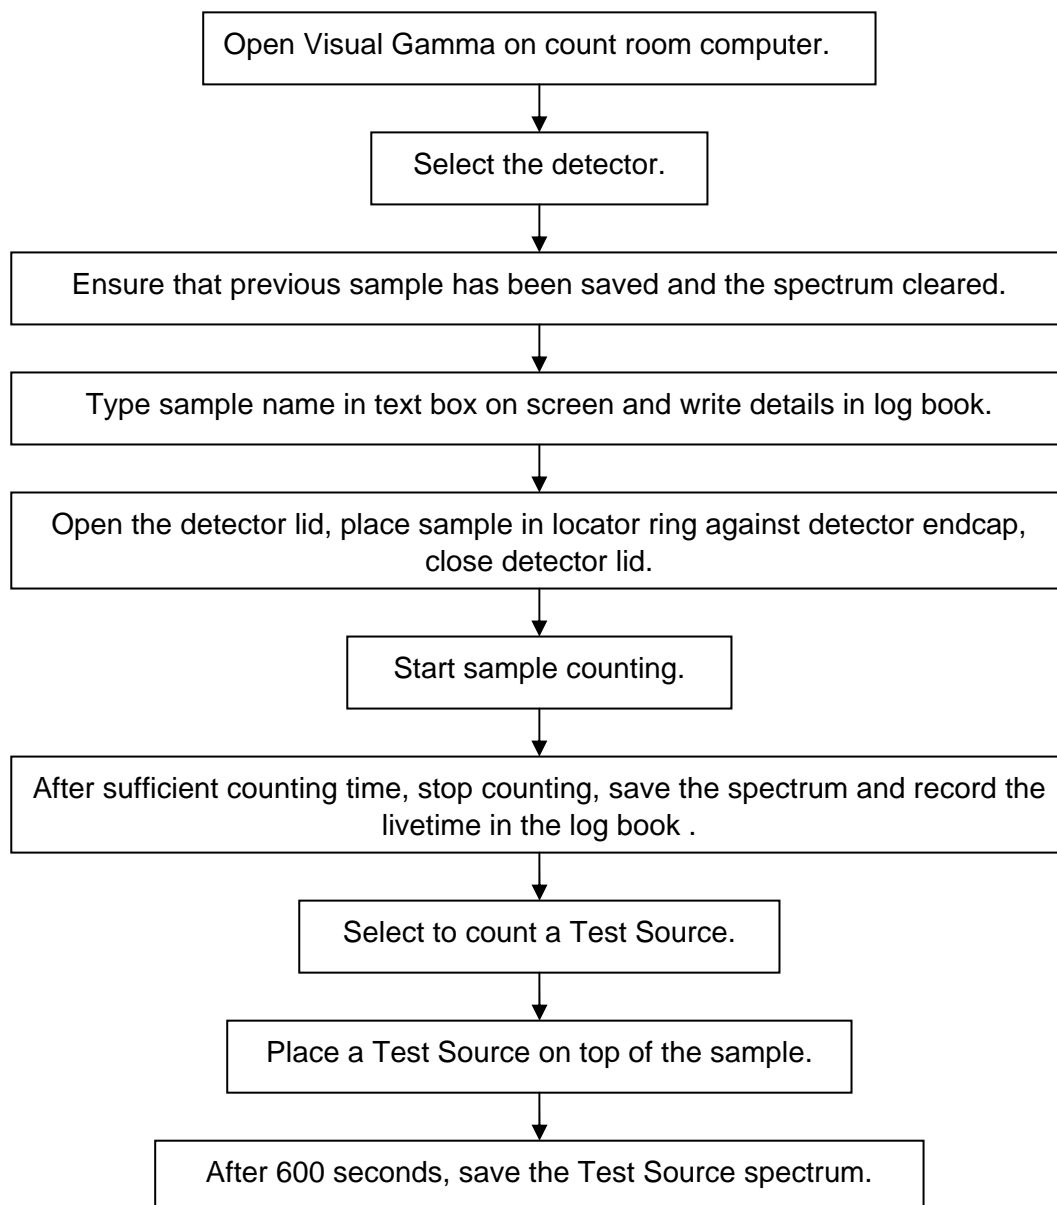 Open Visual Gamma on count room computer.
Select the detector.
Ensure that previous sample has been saved and the spectrum cleared.
Type sample name in text box on screen and write details in log book.
Open the detector lid, place sample in locator ring against detector endcap,
close detector lid.
Start sample counting.
After sufficient counting time, stop counting, save the spectrum and record the
livetime in the log book .
Select to count a Test Source.
Place a Test Source on top of the sample.
After 600 seconds, save the Test Source spectrum.